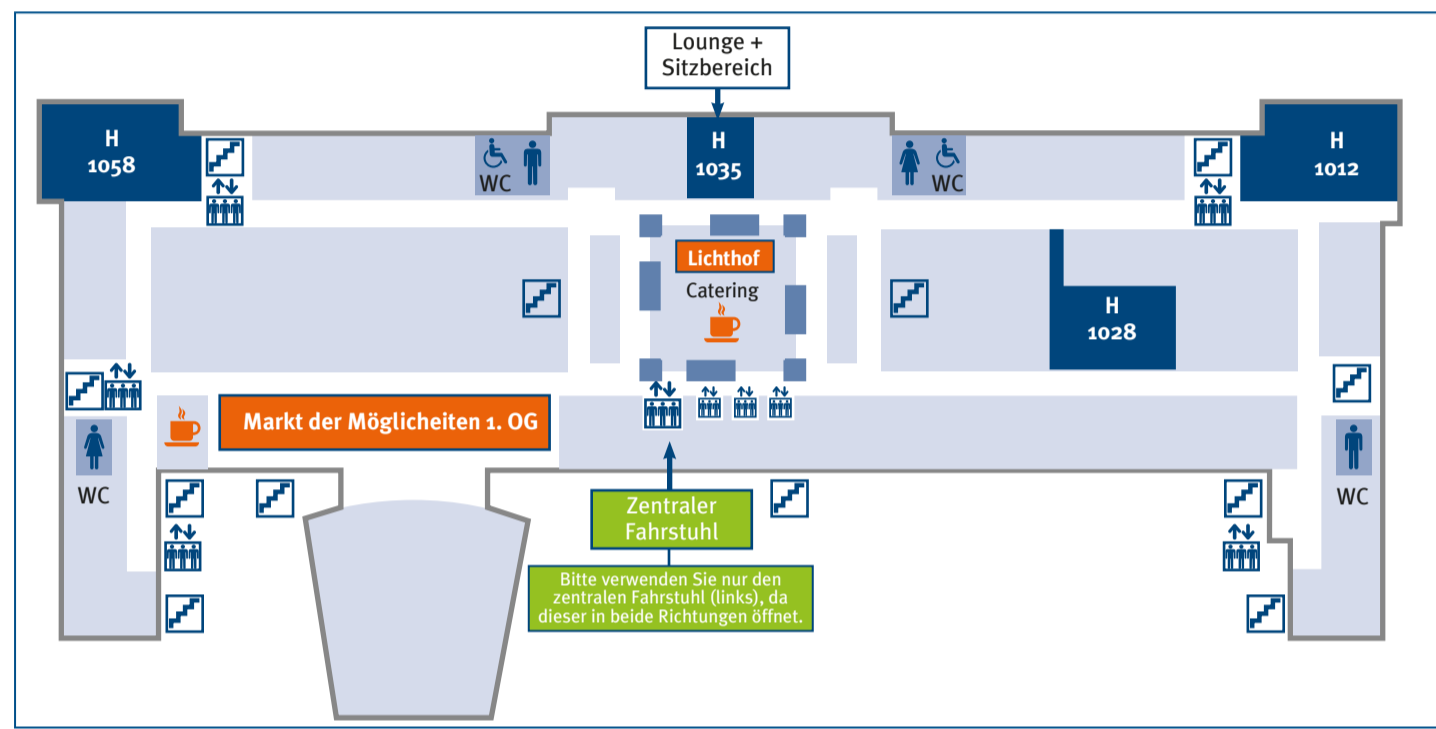 Lounge +
Sitzbereich
H
1058
WC
H
1035
WC
H
1012
Lichthof
Catering
H
1028
Markt der Möglicheiten 1. OG
WC
WC
Zentraler
Fahrstuhl
Bitte verwenden Sie nur den
zentralen Fahrstuhl (links), da
dieser in beide Richtungen öffnet.